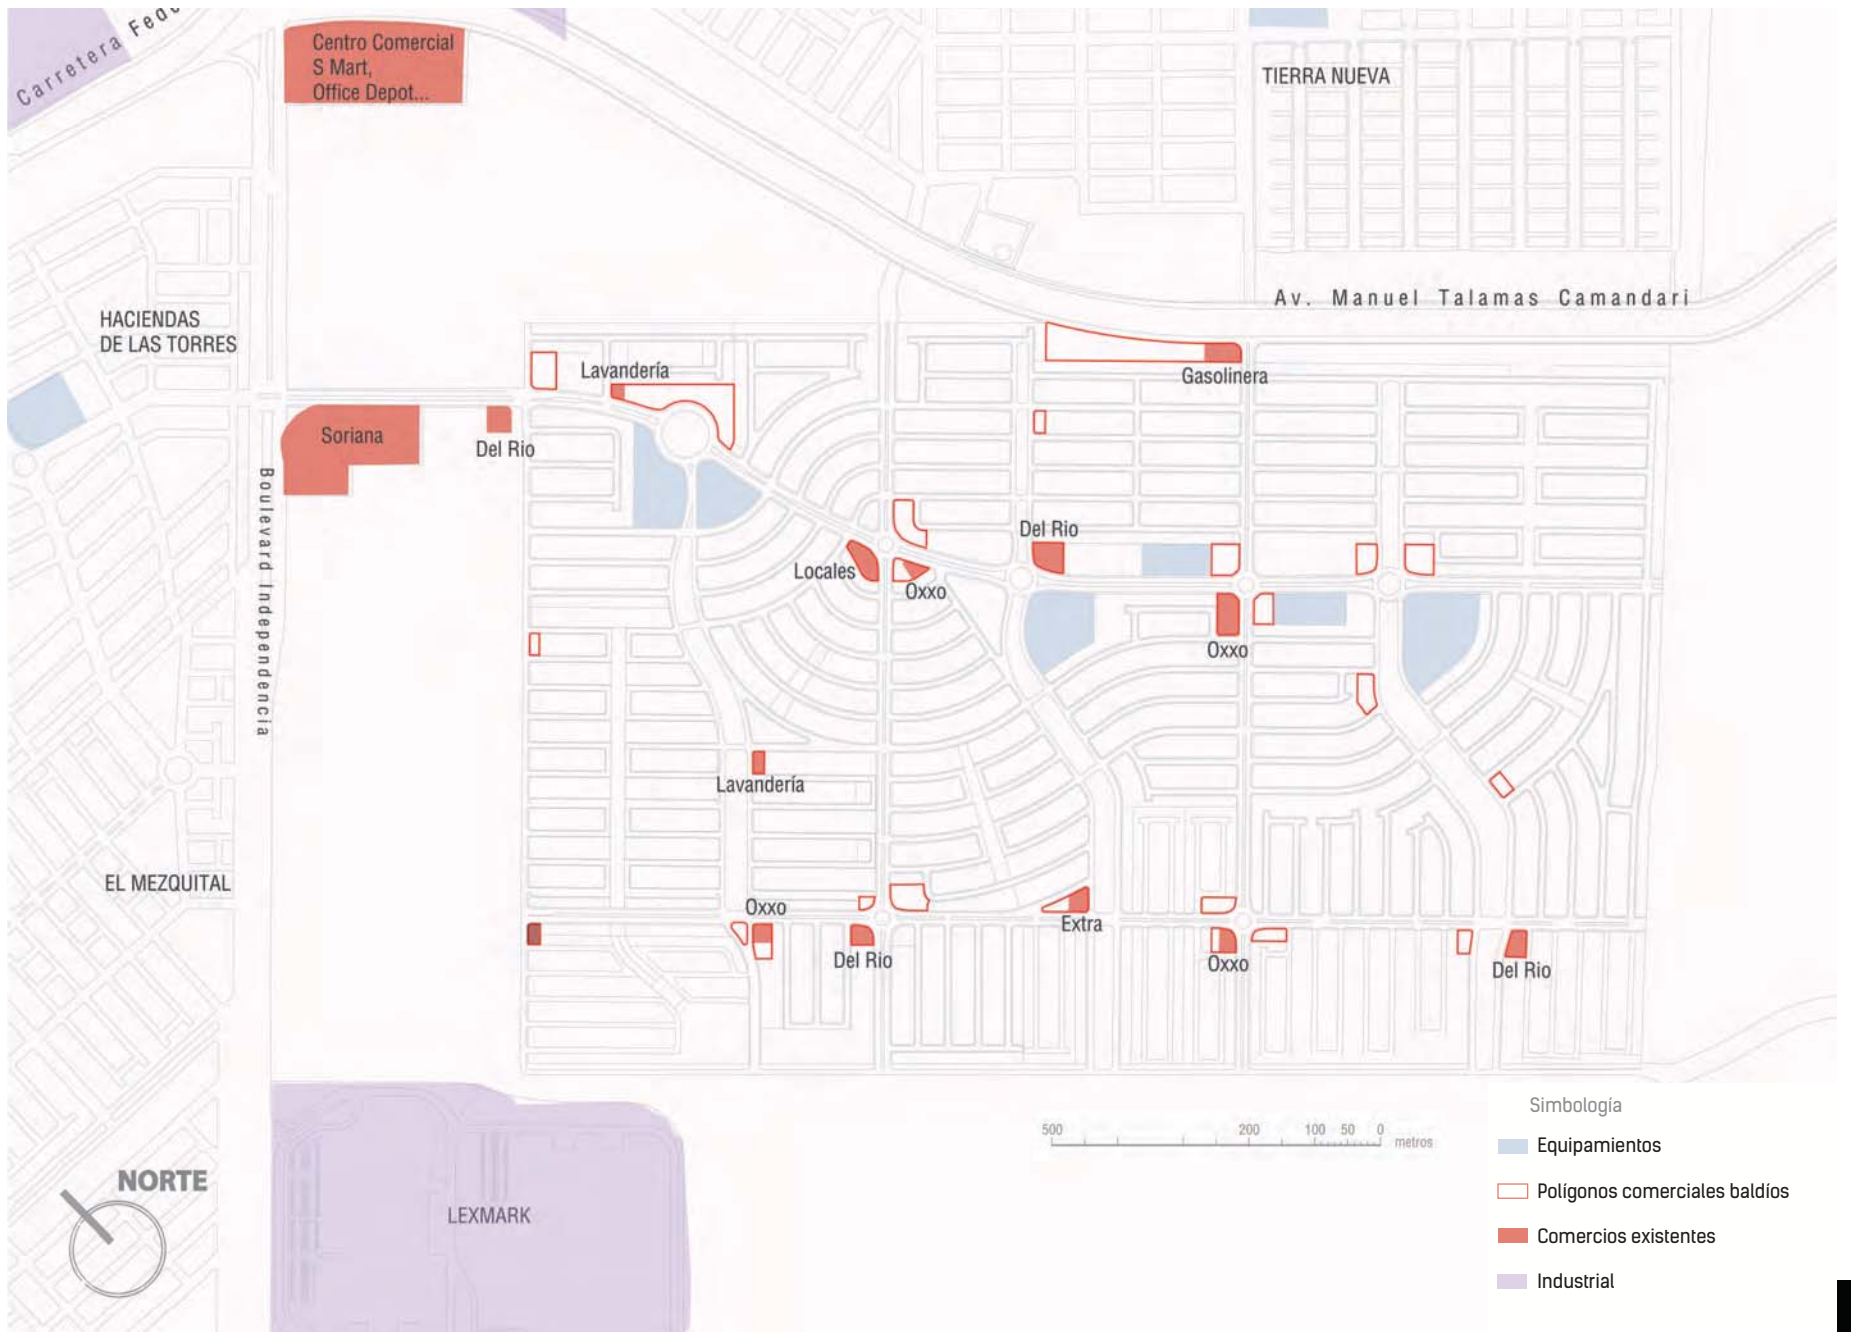 Carretera Fede
Centro Comercial
S Mart,
Office Depot...
TIERRA NUEVA
Av. Manuel Talamas Camandari
HACIENDAS
DE LAS TORRES
Lavandería
Gasolinera
Soriana
Del Rio
Boulevard Independencia
Del Rio
Locales
Oxxo
Oxxo
Lavandería
EL MEZQUITAL
Oxxo
Extra
Del Rio
Oxxo
Del Rio
NORTE
LEXMARK
500 200 100 50 0
metros
Simbología
Equipamientos
Polígonos comerciales baldíos
Comercios existentes
Industrial